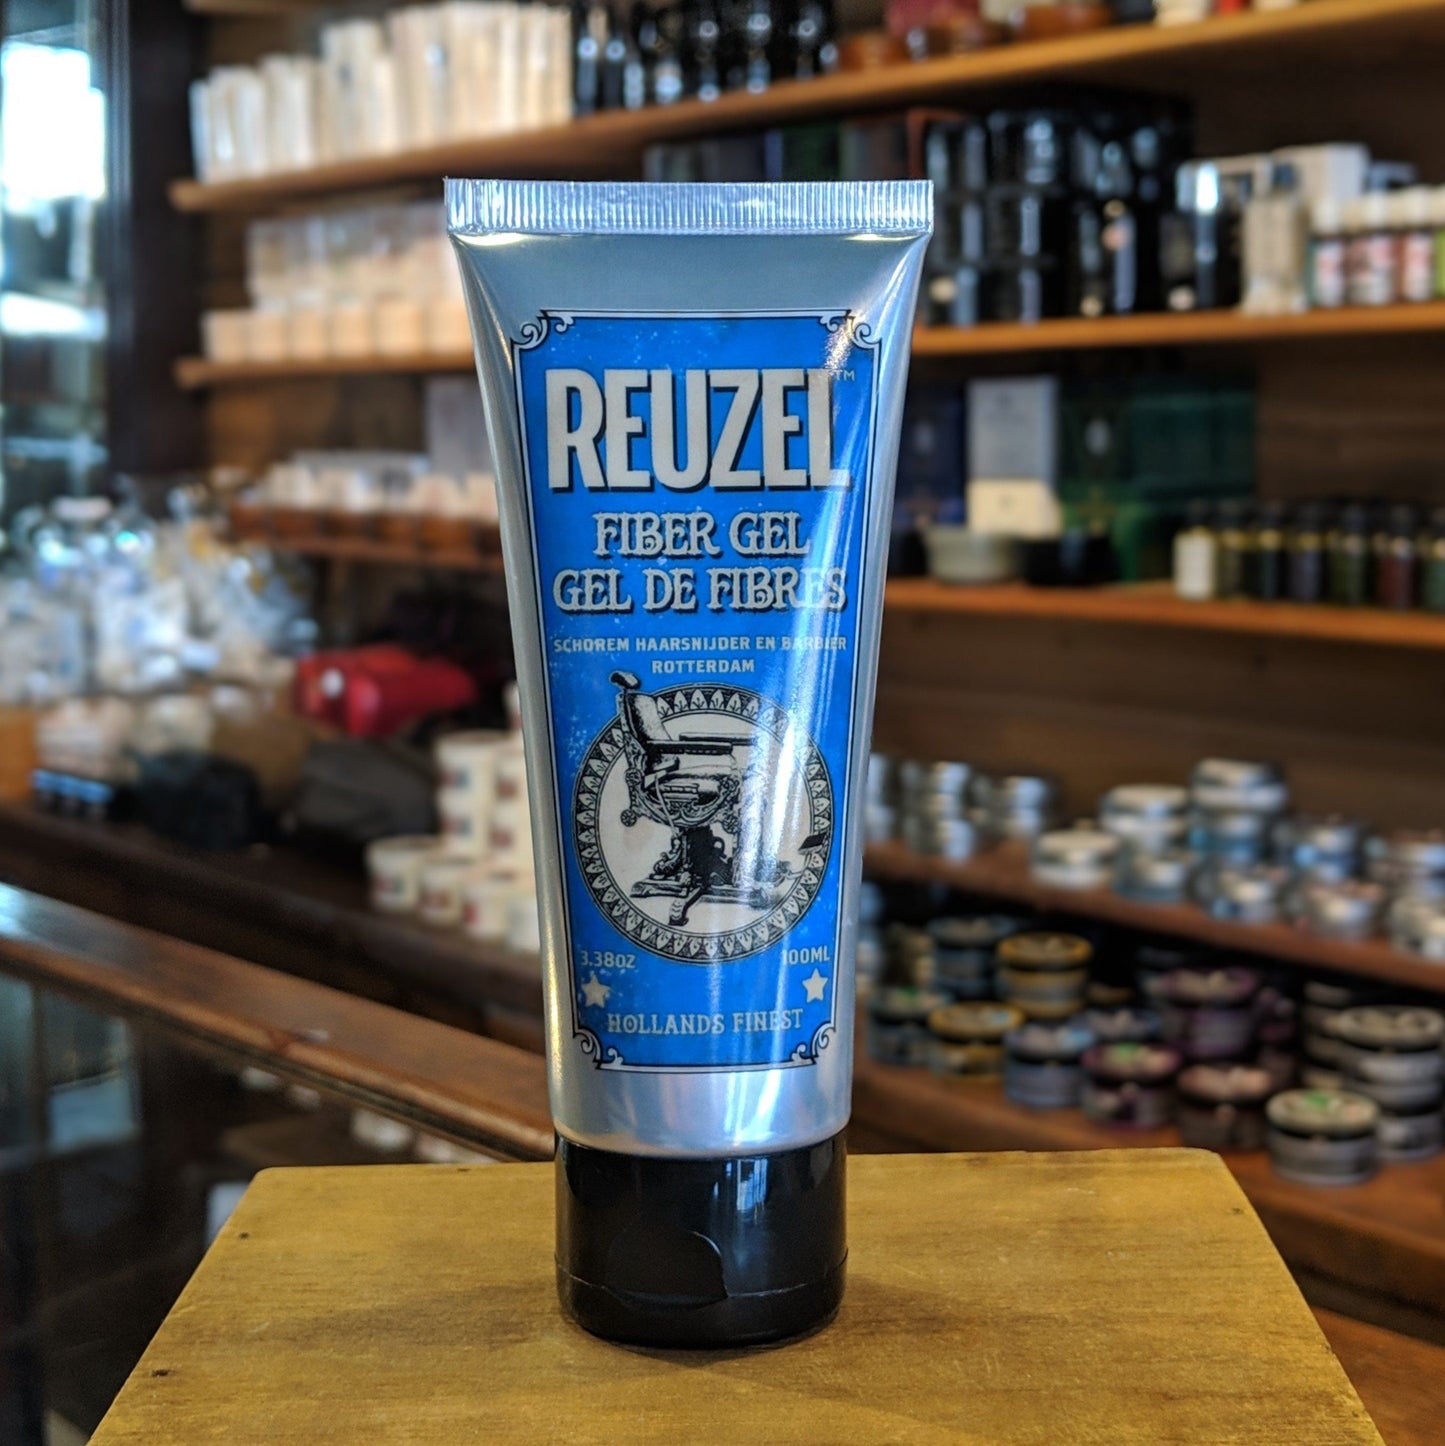 REUZEL™
FIBER GEL
GEL DE FIBRES
SCHOREM HAARSNIJDER EN BARBIER
ROTTERDAM
3.38OZ 100ML
HOLLANDS FINEST